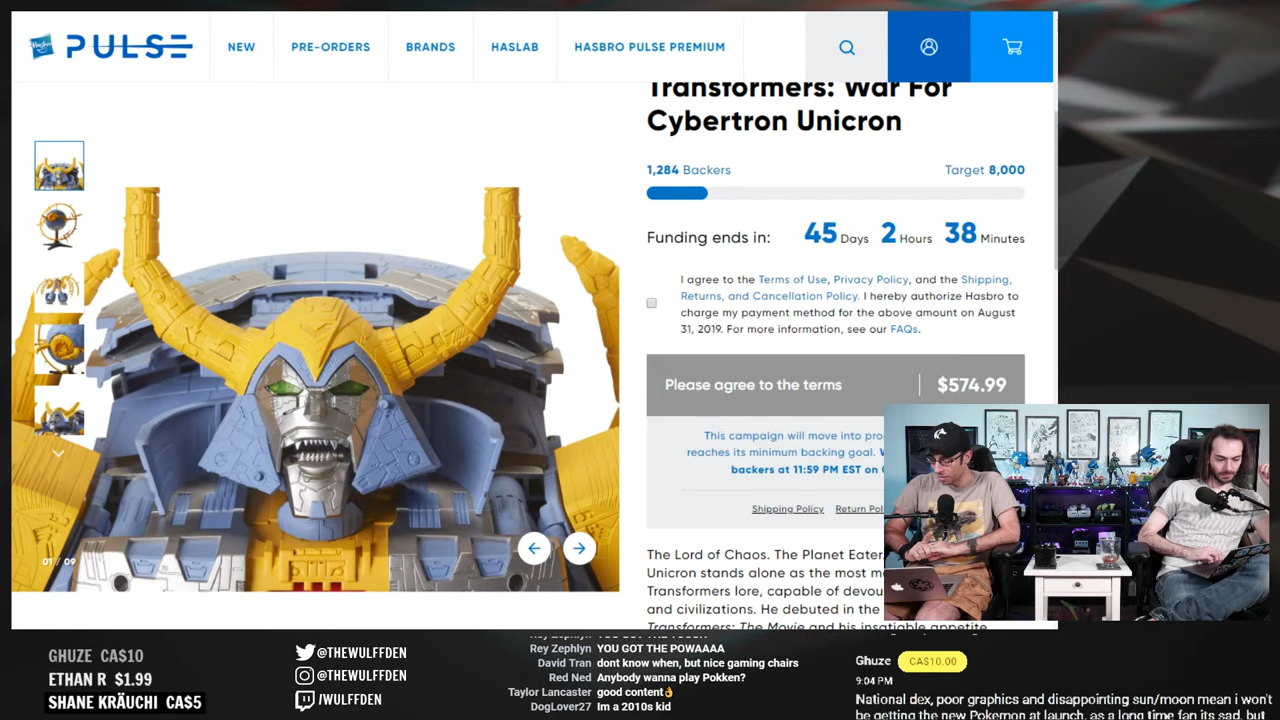 Hasbro PULSE
NEW
PRE-ORDERS
BRANDS
HASLAB
HASBRO PULSE PREMIUM
Transformers: War For
Cybertron Unicron
1,284 Backers
Target 8,000
Funding ends in:
45 Days 2 Hours 38 Minutes
I agree to the Terms of Use, Privacy Policy, and the Shipping,
Returns, and Cancellation Policy. I hereby authorize Hasbro to
charge my payment method for the above amount on August
31, 2019. For more information, see our FAQs.
Please agree to the terms
$574.99
This campaign will move into
reaches its minimum backing goal.
backers at 11:59 PM EST on
Shipping Policy
Return
The Lord of Chaos. The Planet Eater
Unicron stands alone as the most
Transformers lore, capable of
and civilizations. He debuted in the
Transformers: The Movie and his insatiable appetite
01 / 09
GHUZE CA$10
ETHAN R $1.99
SHANE KRÄUCHI CA$5
@THEWULFFDEN
@THEWULFFDEN
/WULFFDEN
Rey Zephlyn YOU GOT THE TOUCH
Rey Zephlyn YOU GOT THE POWAAAA
David Tran dont know when, but nice gaming chairs
Red Ned Anybody wanna play Pokken?
Taylor Lancaster good content👌
DogLover27 Im a 2010s kid
Ghuze CA$10.00
9:04 PM
National dex, poor graphics and disappointing sun/moon mean i won't
be getting the new Pokemon at launch, as a long time fan its sad, but